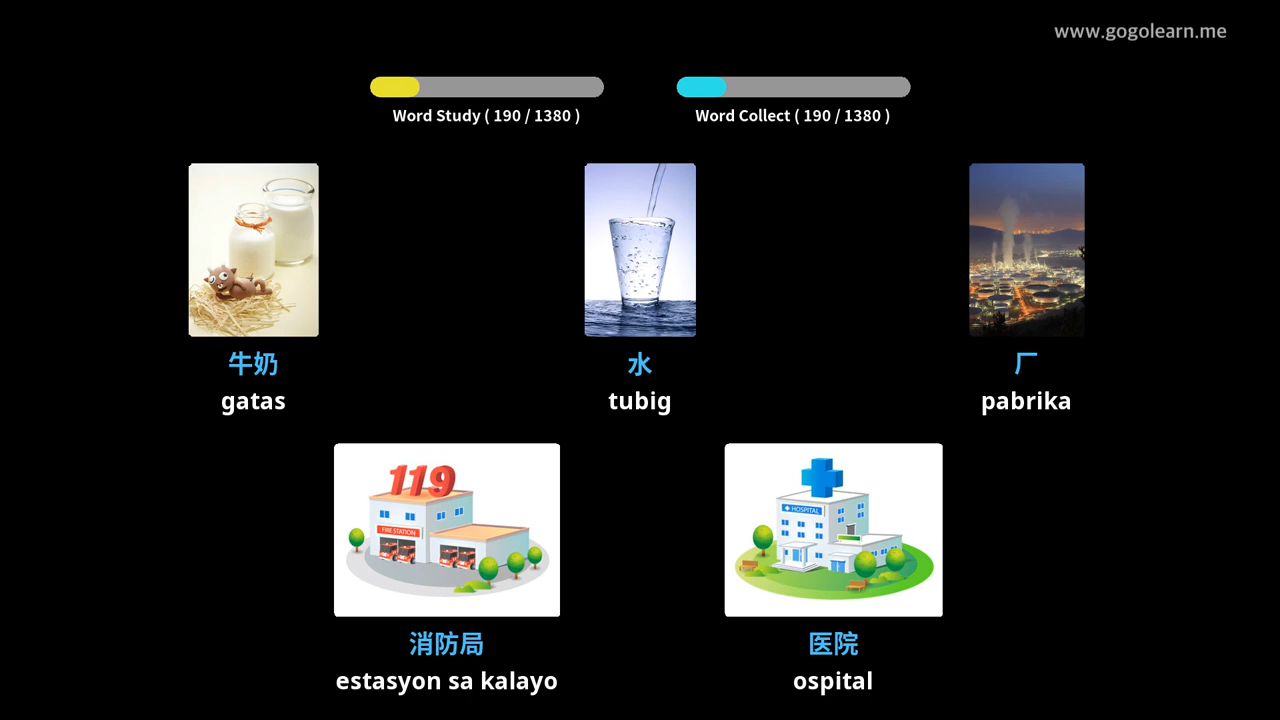 www.gogolearn.me
Word Study ( 190 / 1380 )
Word Collect ( 190 / 1380 )
牛奶
gatas
水
tubig
厂
pabrika
119
FIRE STATION
消防局
estasyon sa kalayo
HOSPITAL
医院
ospital